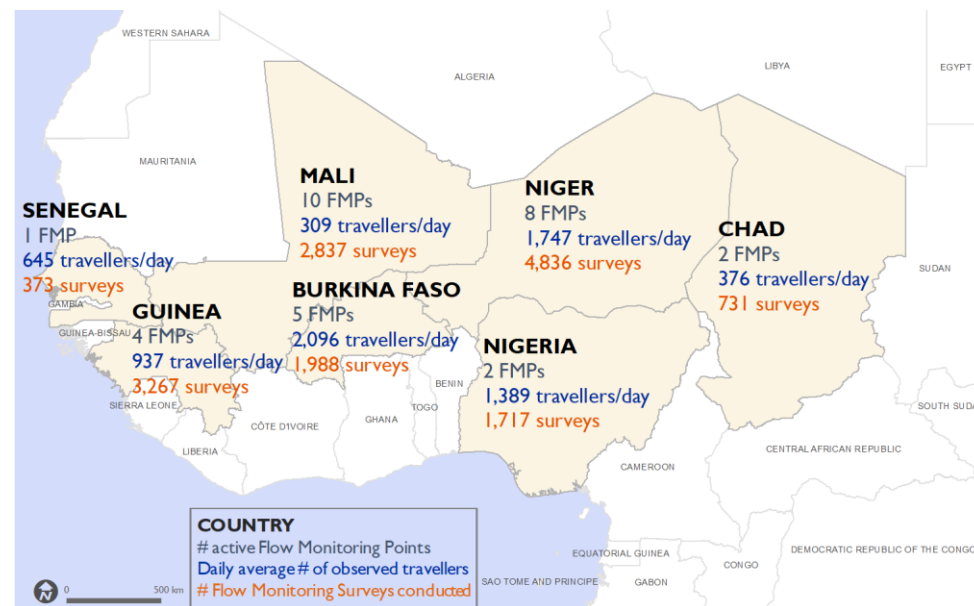 WESTERN SAHARA
ALGERIA
LIBYA
EGYPT
MAURITANIA
MALI
10 FMPs
309 travellers/day
2,837 surveys
NIGER
8 FMPs
1,747 travellers/day
4,836 surveys
SENEGAL
1 FMP
645 travellers/day
373 surveys
CHAD
2 FMPs
376 travellers/day
731 surveys
SUDAN
GAMBIA
GUINEA-BISSAU
GUINEA
4 FMPs
937 travellers/day
3,267 surveys
BURKINA FASO
5 FMPs
2,096 travellers/day
1,988 surveys
NIGERIA
2 FMPs
1,389 travellers/day
1,717 surveys
BENIN
TOGO
GHANA
CÔTE D'IVOIRE
SIERRA LEONE
LIBERIA
SOUTH SUDA
CENTRAL AFRICAN REPUBLIC
CAMEROON
EQUATORIAL GUINEA
SAO TOME AND PRINCIPE
GABON
CONGO
DEMOCRATIC REPUBLIC OF THE CONGO
COUNTRY
# active Flow Monitoring Points
Daily average # of observed travellers
# Flow Monitoring Surveys conducted
N
0 500 km